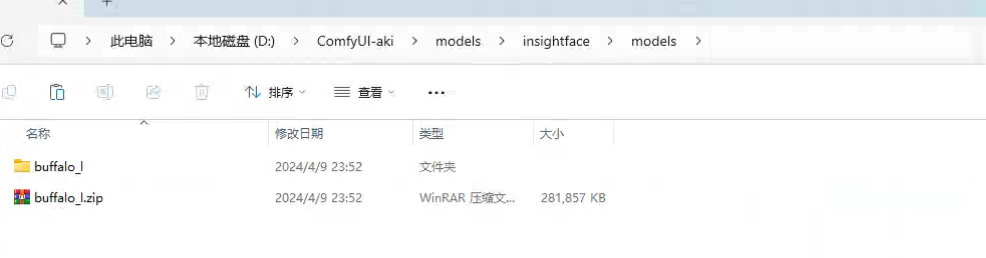 此电脑 > 本地磁盘 (D:) > ComfyUI-aki > models > insightface > models >
排序 查看 ...
名称 修改日期 类型 大小
buffalo_l 2024/4/9 23:52 文件夹
buffalo_l.zip 2024/4/9 23:52 WinRAR 压缩文... 281,857 KB